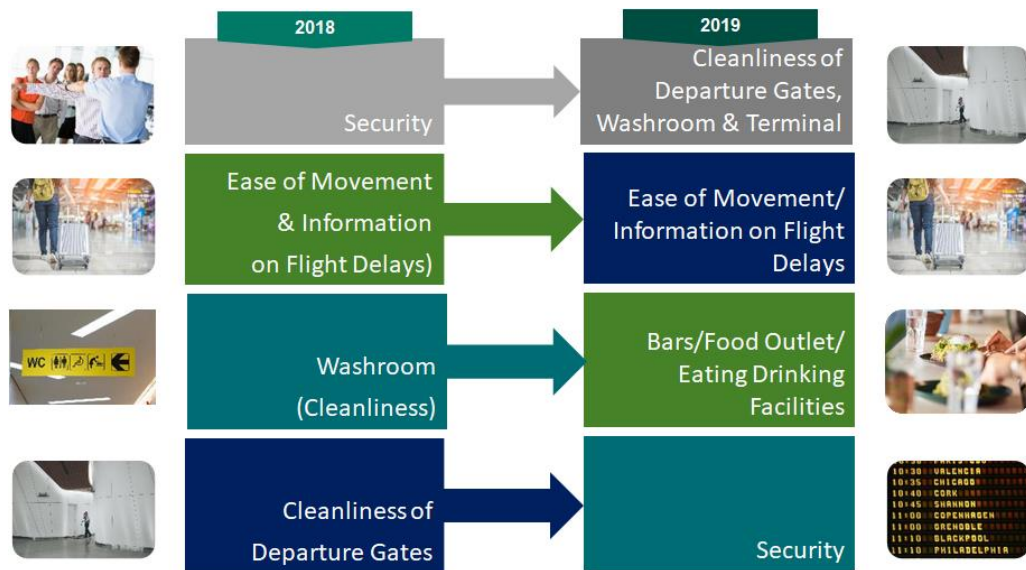 2018
2019
Security
Cleanliness of
Departure Gates,
Washroom & Terminal
Ease of Movement
& Information
on Flight Delays)
Ease of Movement/
Information on Flight
Delays
WC
Washroom
(Cleanliness)
Bars/Food Outlet/
Eating Drinking
Facilities
Cleanliness of
Departure Gates
Security
10:30 VALENCIA
10:35 CHICAGO
10:40 CORK
10:45 SHANNON
11:00 COPENHAGEN
11:00 GRENOBLE
11:10 BLACKPOOL
11:10 PHILADELPHIA